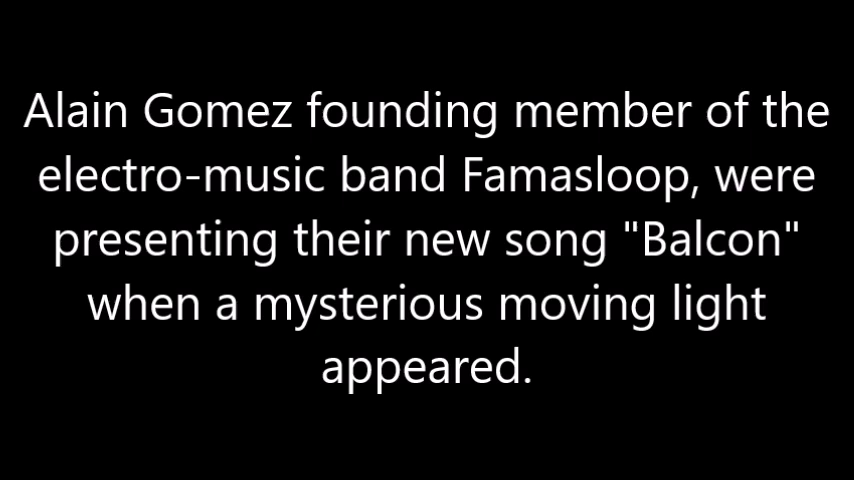 Alain Gomez founding member of the
electro-music band Famasloop, were
presenting their new song "Balcon"
when a mysterious moving light
appeared.